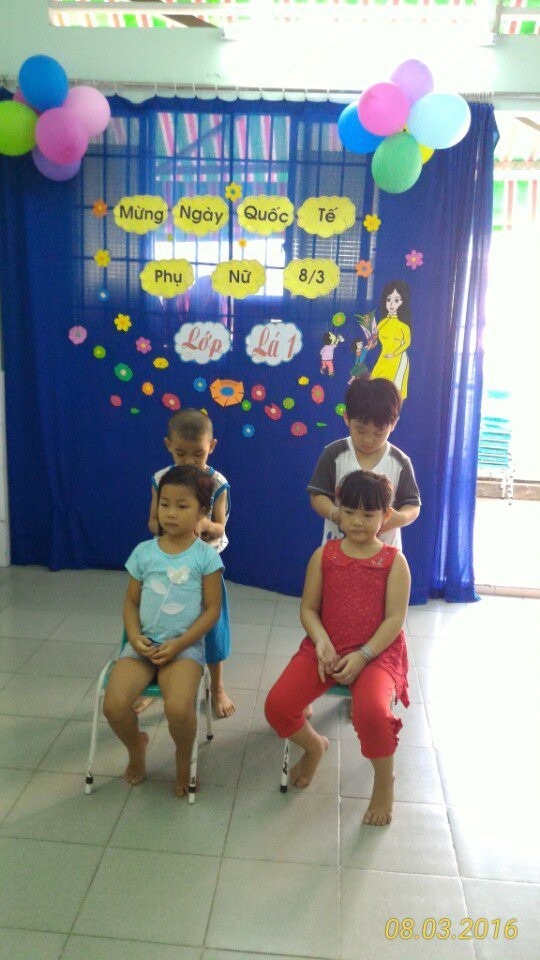 Mừng Ngày Quốc Tế
Phụ Nữ 8/3
Lớp Lá 1
08.03.2016